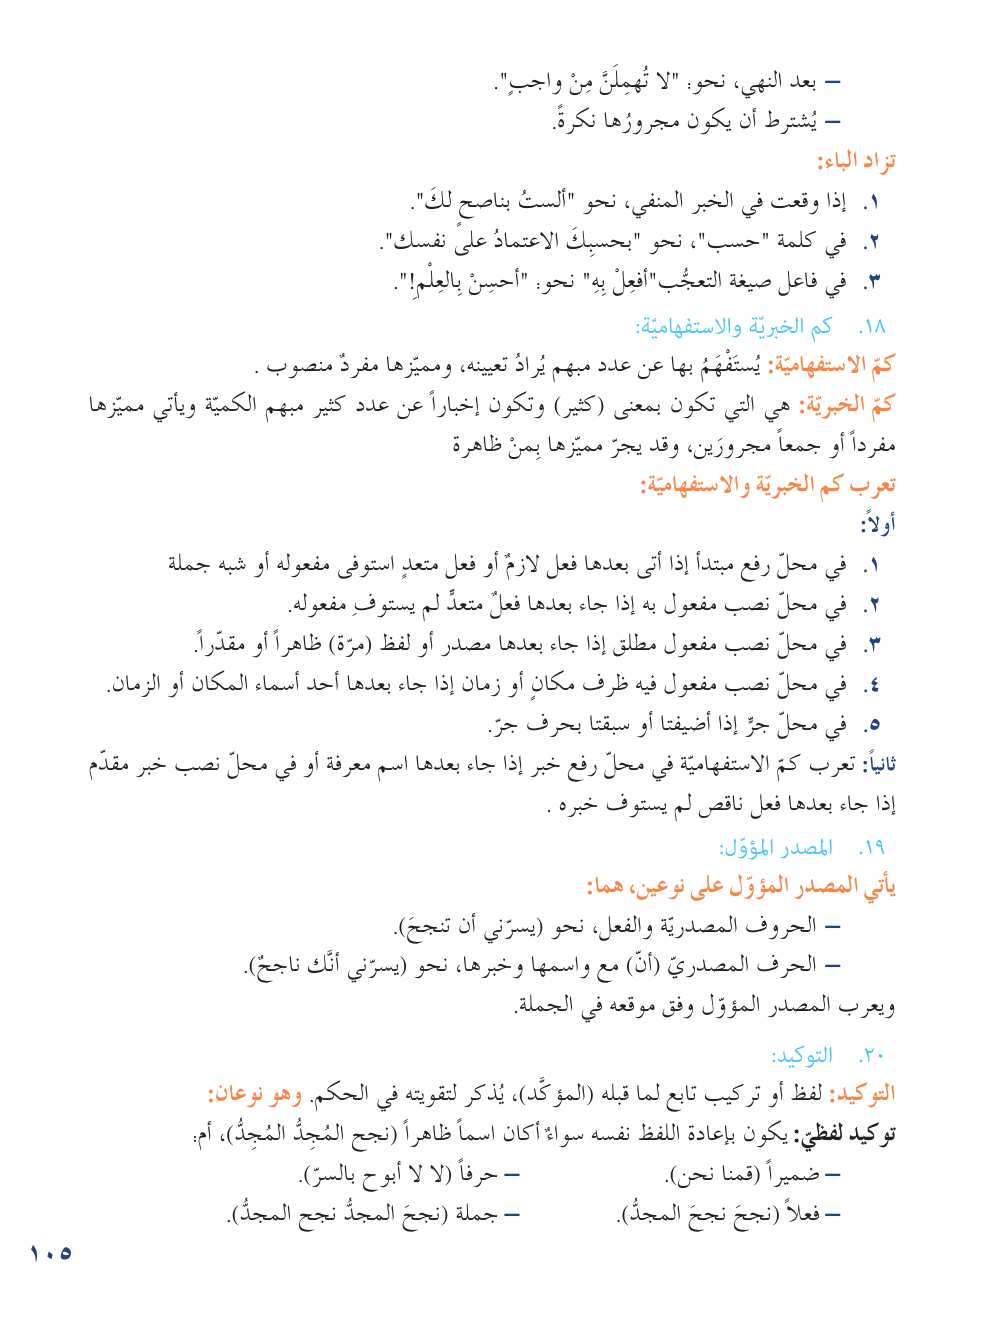 – بعد النهي، نحو: "لا تُهمِلَنَّ مِنْ واجبٍ".
– يُشترط أن يكون مجرورُها نكرةً.
تزاد الباء:
١. إذا وقعت في الخبر المنفي، نحو "ألستُ بناصحٍ لكَ".
٢. في كلمة "حسب"، نحو "بحسبِكَ الاعتمادُ على نفسك".
٣. في فاعل صيغة التعجُّب"أفعِلْ بِهِ" نحو: "أحسِنْ بِالعِلْمِ!".
١٨. كم الخبريّة والاستفهاميّة:
كمّ الاستفهاميّة: يُستَفْهَمُ بها عن عدد مبهم يُرادُ تعيينه، ومميّزها مفردٌ منصوب .
كمّ الخبريّة: هي التي تكون بمعنى (كثير) وتكون إخباراً عن عدد كثير مبهم الكميّة ويأتي مميّزها
مفرداً أو جمعاً مجرورَين، وقد يجرّ مميّزها بِمنْ ظاهرة
تعرب كم الخبريّة والاستفهاميّة:
أولاً:
١. في محلّ رفع مبتدأ إذا أتى بعدها فعل لازمٌ أو فعل متعدٍ استوفى مفعوله أو شبه جملة
٢. في محلّ نصب مفعول به إذا جاء بعدها فعلٌ متعدٍّ لم يستوفِ مفعوله.
٣. في محلّ نصب مفعول مطلق إذا جاء بعدها مصدر أو لفظ (مرّة) ظاهراً أو مقدّراً.
٤. في محلّ نصب مفعول فيه ظرف مكانٍ أو زمان إذا جاء بعدها أحد أسماء المكان أو الزمان.
٥. في محلّ جرٍّ إذا أضيفتا أو سبقتا بحرف جرّ.
ثانياً: تعرب كمّ الاستفهاميّة في محلّ رفع خبر إذا جاء بعدها اسم معرفة أو في محلّ نصب خبر مقدّم
إذا جاء بعدها فعل ناقص لم يستوف خبره .
١٩. المصدر المؤوّل:
يأتي المصدر المؤوّل على نوعين، هما:
– الحروف المصدريّة والفعل، نحو (يسرّني أن تنجحَ).
– الحرف المصدريّ (أنّ) مع واسمها وخبرها، نحو (يسرّني أنَّك ناجحٌ).
ويعرب المصدر المؤوّل وفق موقعه في الجملة.
٢٠. التوكيد:
التوكيد: لفظ أو تركيب تابع لما قبله (المؤكَّد)، يُذكر لتقويته في الحكم. وهو نوعان:
توكيد لفظيّ: يكون بإعادة اللفظ نفسه سواءٌ أكان اسماً ظاهراً (نجح المُجِدُّ المُجِدُّ)، أم:
– ضميراً (قمنا نحن). – حرفاً (لا لا أبوح بالسرّ).
– فعلاً (نجحَ نجحَ المجدُّ). – جملة (نجحَ المجدُّ نجح المجدُّ).
١٠٥